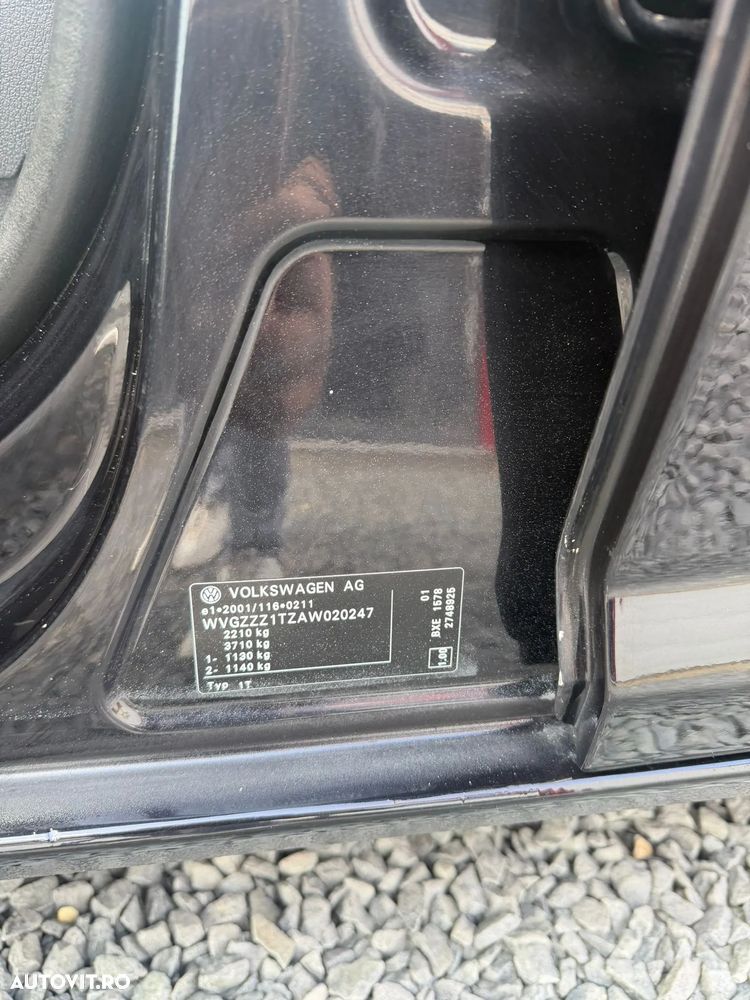 VOLKSWAGEN AG
e1*2001/116*0211
WVGZZZ1TZAW020247
2210 kg
3710 kg
1- 1130 kg
2- 1140 kg
Typ 1T
01
BXE 1578
2748925
1.00
AUTOVIT.RO